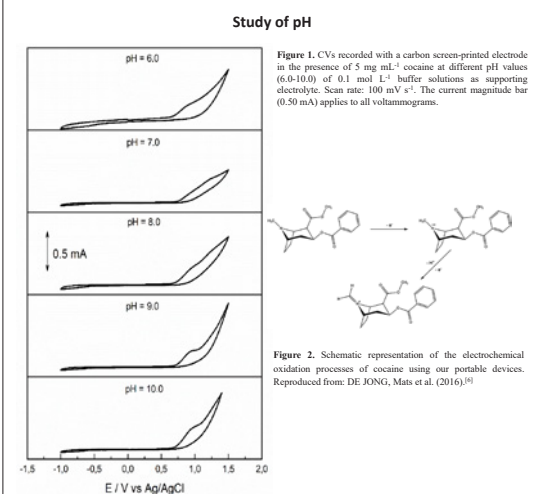 Study of pH
pH = 6.0
pH = 7.0
pH = 8.0
0.5 mA
pH = 9.0
pH = 10.0
-1,5 -1,0 -0,5 0,0 0,5 1,0 1,5 2,0
E / V vs Ag/AgCl
Figure 1. CVs recorded with a carbon screen-printed electrode
in the presence of 5 mg mL-1 cocaine at different pH values
(6.0-10.0) of 0.1 mol L-1 buffer solutions as supporting
electrolyte. Scan rate: 100 mV s-1. The current magnitude bar
(0.50 mA) applies to all voltammograms.
Figure 2. Schematic representation of the electrochemical
oxidation processes of cocaine using our portable devices.
Reproduced from: DE JONG, Mats et al. (2016).[6]